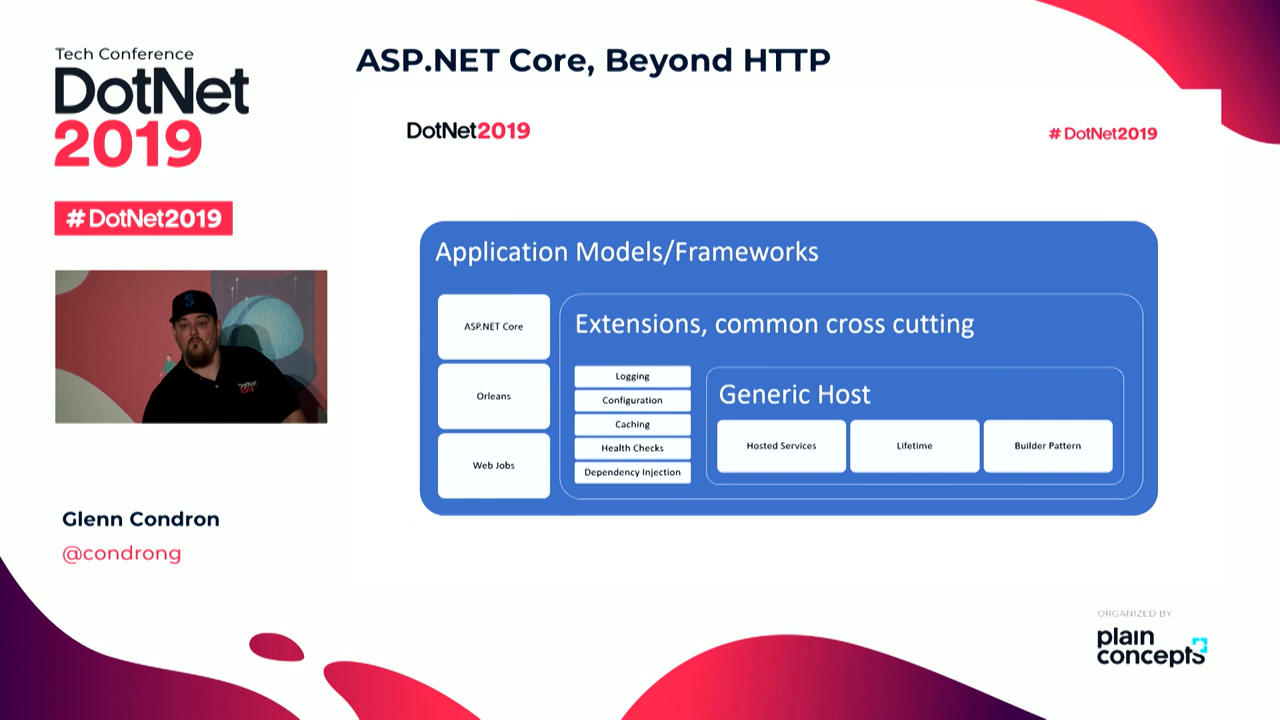 Tech Conference
DotNet
2019
#DotNet2019
ASP.NET Core, Beyond HTTP
DotNet2019
#DotNet2019
Application Models/Frameworks
ASP.NET Core
Orleans
Web Jobs
Extensions, common cross cutting
Logging
Configuration
Caching
Health Checks
Dependency Injection
Generic Host
Hosted Services
Lifetime
Builder Pattern
DotNet
2019
Glenn Condron
@condrong
ORGANIZED BY
plain
concepts